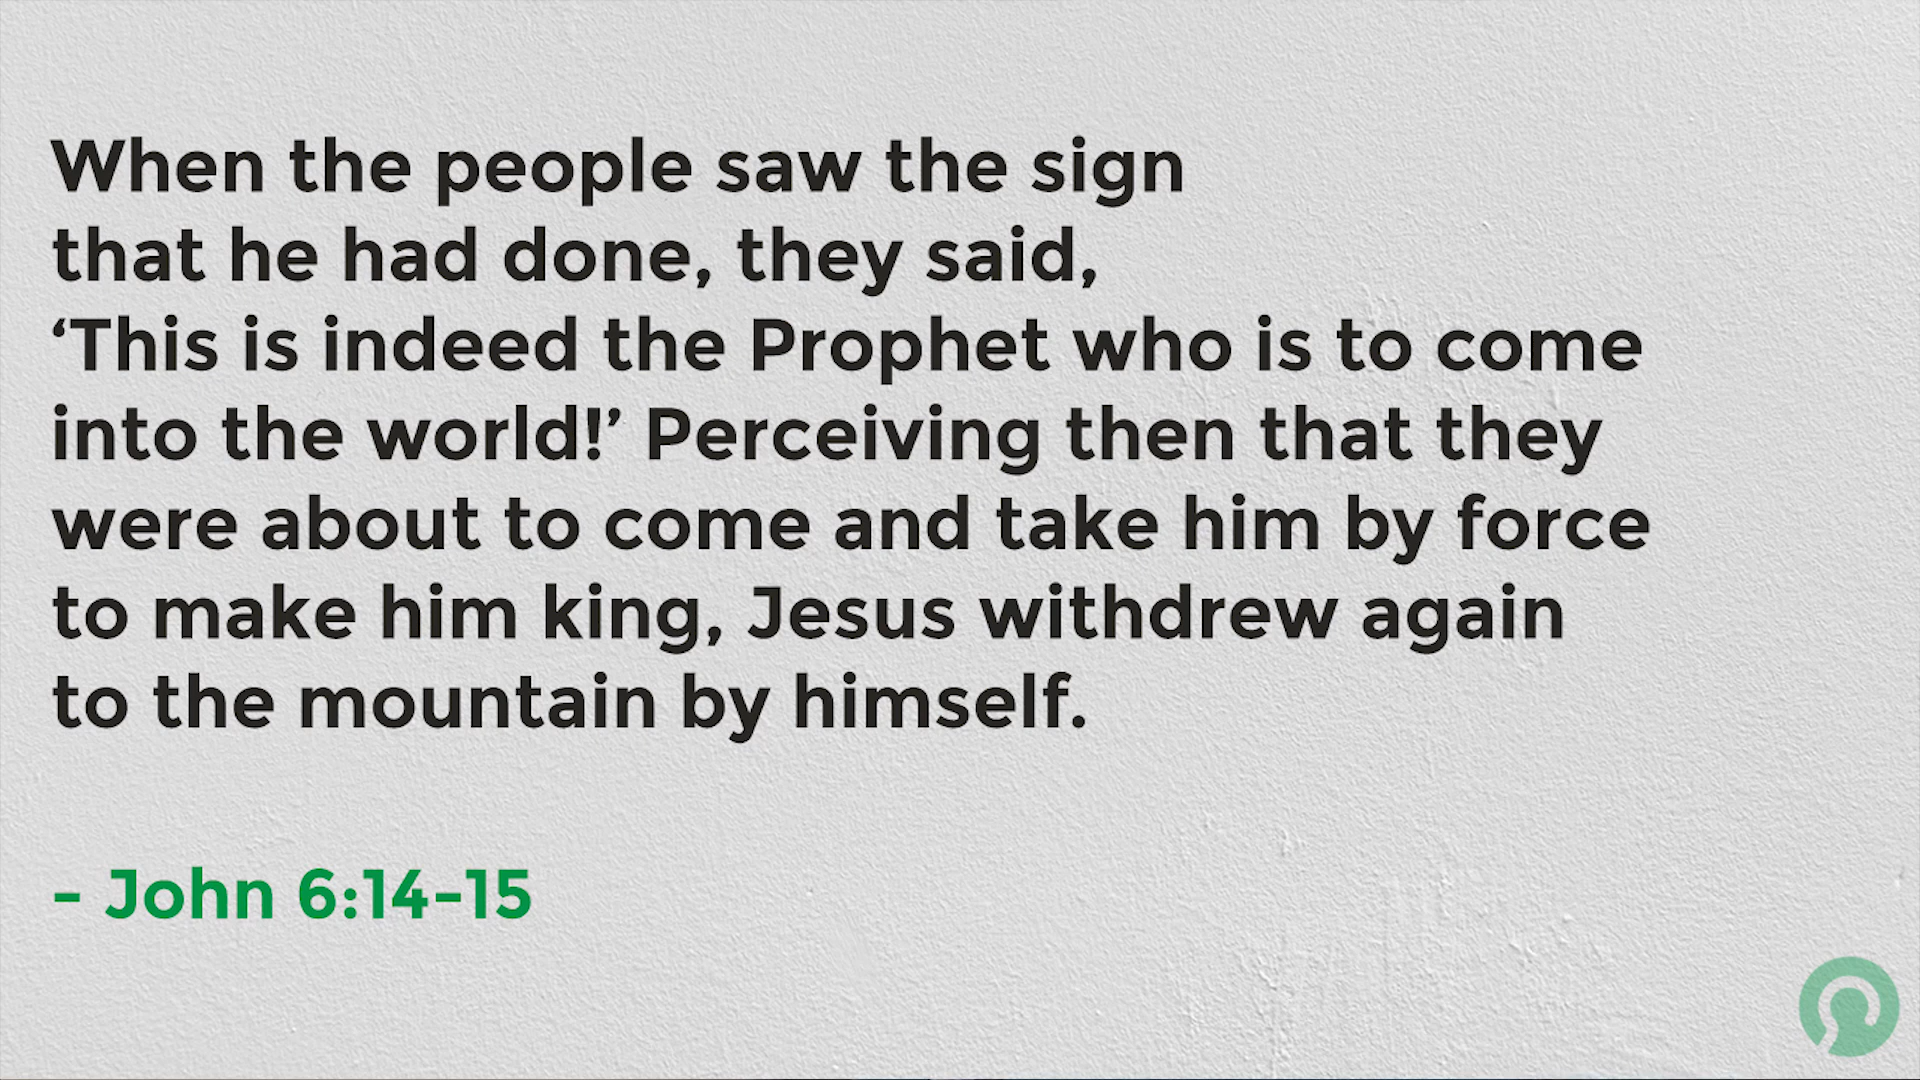 When the people saw the sign
that he had done, they said,
‘This is indeed the Prophet who is to come
into the world!’ Perceiving then that they
were about to come and take him by force
to make him king, Jesus withdrew again
to the mountain by himself.
- John 6:14-15